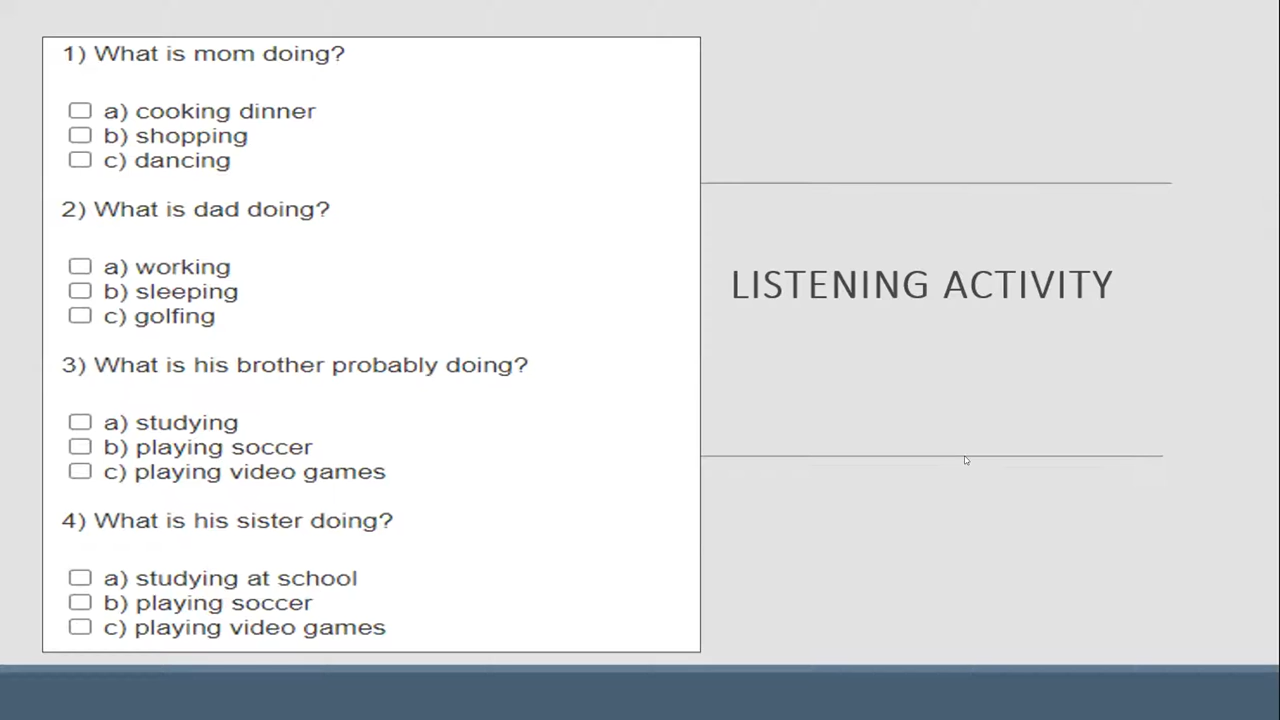 1) What is mom doing?
a) cooking dinner
b) shopping
c) dancing
2) What is dad doing?
a) working
b) sleeping
c) golfing
3) What is his brother probably doing?
a) studying
b) playing soccer
c) playing video games
4) What is his sister doing?
a) studying at school
b) playing soccer
c) playing video games
LISTENING ACTIVITY